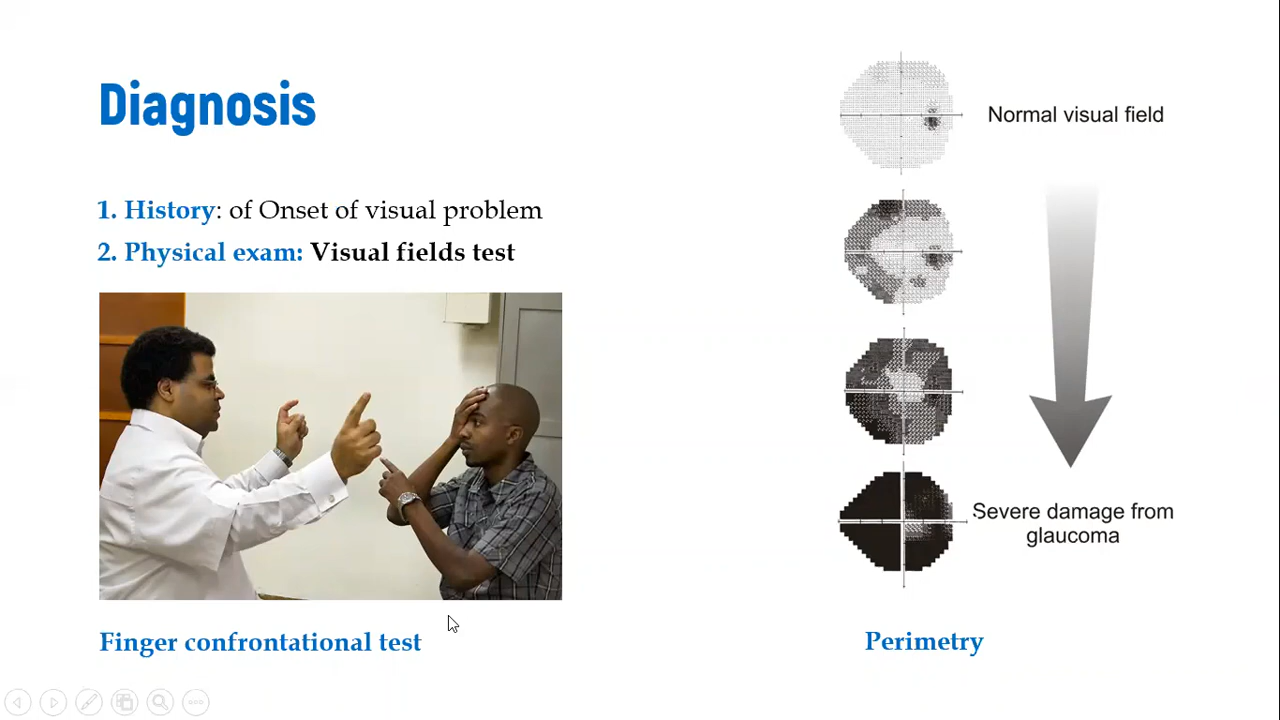 Diagnosis
1. History: of Onset of visual problem
2. Physical exam: Visual fields test
Finger confrontational test
Normal visual field
Severe damage from
glaucoma
Perimetry